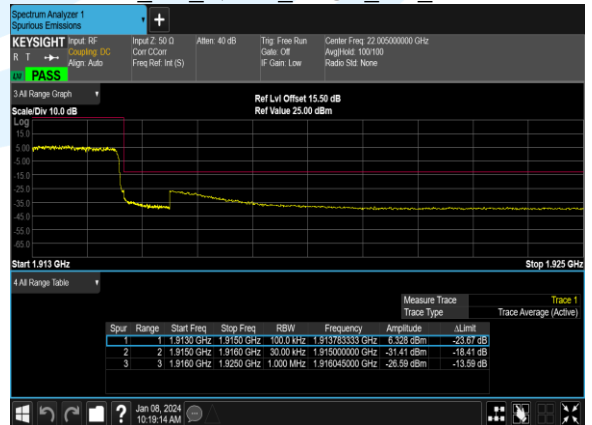 Spectrum Analyzer 1
Spurious Emissions
KEYSIGHT Input: RF Input Z: 50 Ω Atten: 40 dB Trig: Free Run Center Freq: 22.005000000 GHz
R T Coupling: DC Corr CCorr Gate: Off Avg|Hold: 100/100
Align: Auto Freq Ref: Int (S) IF Gain: Low Radio Std: None
LV PASS
3 All Range Graph
Ref Lvl Offset 15.50 dB
Scale/Div 10.0 dB Ref Value 25.00 dBm
Log
15.0
5.00
-5.00
-15.0
-25.0
-35.0
-45.0
-55.0
-65.0
Start 1.913 GHz Stop 1.925 GHz
4 All Range Table
Measure Trace Trace 1
Trace Type Trace Average (Active)
Spur Range Start Freq Stop Freq RBW Frequency Amplitude ΔLimit
1 1 1.9130 GHz 1.9150 GHz 100.0 kHz 1.913783333 GHz 6.328 dBm -23.67 dB
2 2 1.9150 GHz 1.9160 GHz 30.00 kHz 1.915000000 GHz -31.41 dBm -18.41 dB
3 3 1.9160 GHz 1.9250 GHz 1.000 MHz 1.916045000 GHz -26.59 dBm -13.59 dB
Jan 08, 2024
10:19:14 AM